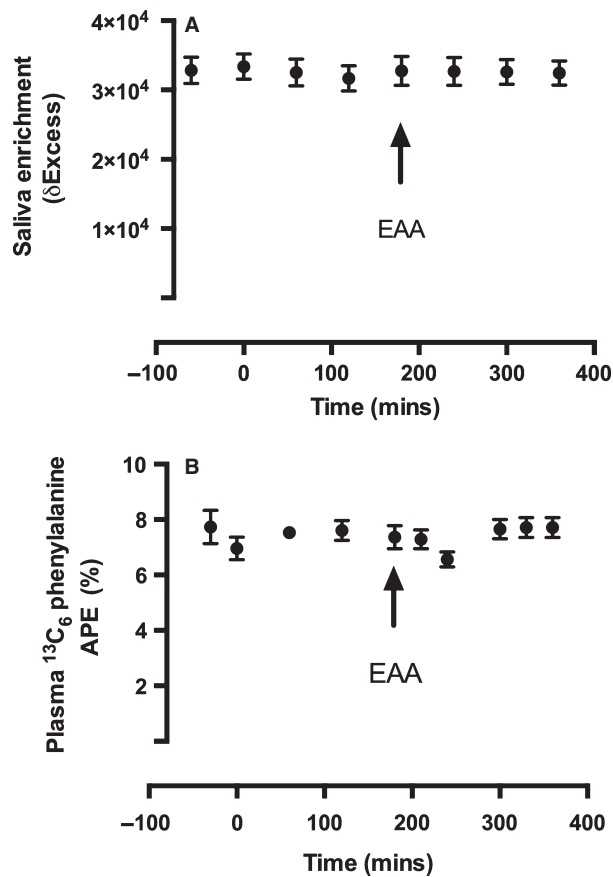 A
4×10⁴
3×10⁴
2×10⁴
1×10⁴
Saliva enrichment
(δExcess)
EAA
–100 0 100 200 300 400
Time (mins)
B
10
8
6
4
2
Plasma ¹³C₆ phenylalanine
APE (%)
EAA
–100 0 100 200 300 400
Time (mins)